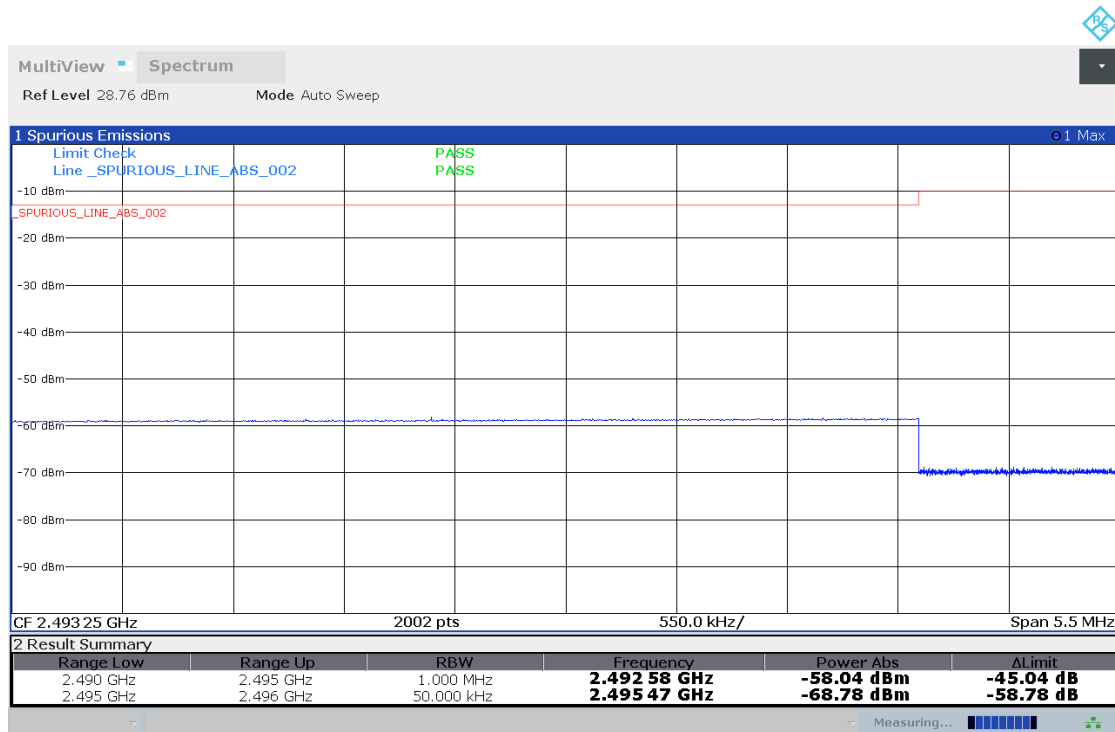 R&S
MultiView Spectrum
Ref Level 28.76 dBm Mode Auto Sweep
1 Spurious Emissions 1 Max
Limit Check PASS
Line _SPURIOUS_LINE_ABS_002 PASS
-10 dBm
_SPURIOUS_LINE_ABS_002
-20 dBm
-30 dBm
-40 dBm
-50 dBm
-60 dBm
-70 dBm
-80 dBm
-90 dBm
CF 2.493 25 GHz 2002 pts 550.0 kHz/ Span 5.5 MHz
2 Result Summary
Range Low Range Up RBW Frequency Power Abs ΔLimit
2.490 GHz 2.495 GHz 1.000 MHz 2.492 58 GHz -58.04 dBm -45.04 dB
2.495 GHz 2.496 GHz 50.000 kHz 2.495 47 GHz -68.78 dBm -58.78 dB
Measuring...